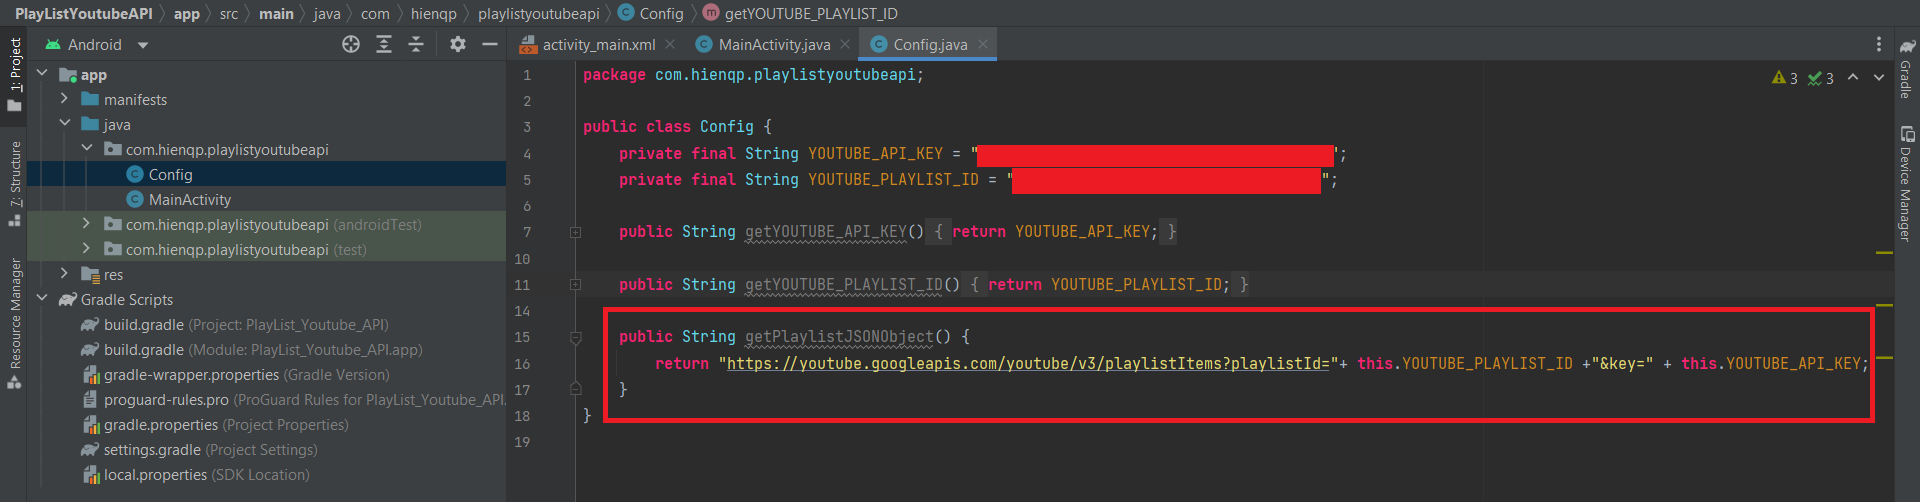 PlayListYoutubeAPI app src main java com hienqp playlistyoutubeapi Config getYOUTUBE_PLAYLIST_ID
1: Project
7: Structure
Resource Manager
Android
app
manifests
java
com.hienqp.playlistyoutubeapi
Config
MainActivity
com.hienqp.playlistyoutubeapi (androidTest)
com.hienqp.playlistyoutubeapi (test)
res
Gradle Scripts
build.gradle (Project: PlayList_Youtube_API)
build.gradle (Module: PlayList_Youtube_API.app)
gradle-wrapper.properties (Gradle Version)
proguard-rules.pro (ProGuard Rules for PlayList_Youtube_API.
gradle.properties (Project Properties)
settings.gradle (Project Settings)
local.properties (SDK Location)
activity_main.xml MainActivity.java Config.java
3 3
1 package com.hienqp.playlistyoutubeapi;
2
3 public class Config {
4 private final String YOUTUBE_API_KEY = "";
5 private final String YOUTUBE_PLAYLIST_ID = "";
6
7 public String getYOUTUBE_API_KEY() { return YOUTUBE_API_KEY; }
10
11 public String getYOUTUBE_PLAYLIST_ID() { return YOUTUBE_PLAYLIST_ID; }
14
15 public String getPlaylistJSONObject() {
16 return "https://youtube.googleapis.com/youtube/v3/playlistItems?playlistId="+ this.YOUTUBE_PLAYLIST_ID +"&key=" + this.YOUTUBE_API_KEY;
17 }
18 }
19
Gradle
Device Manager